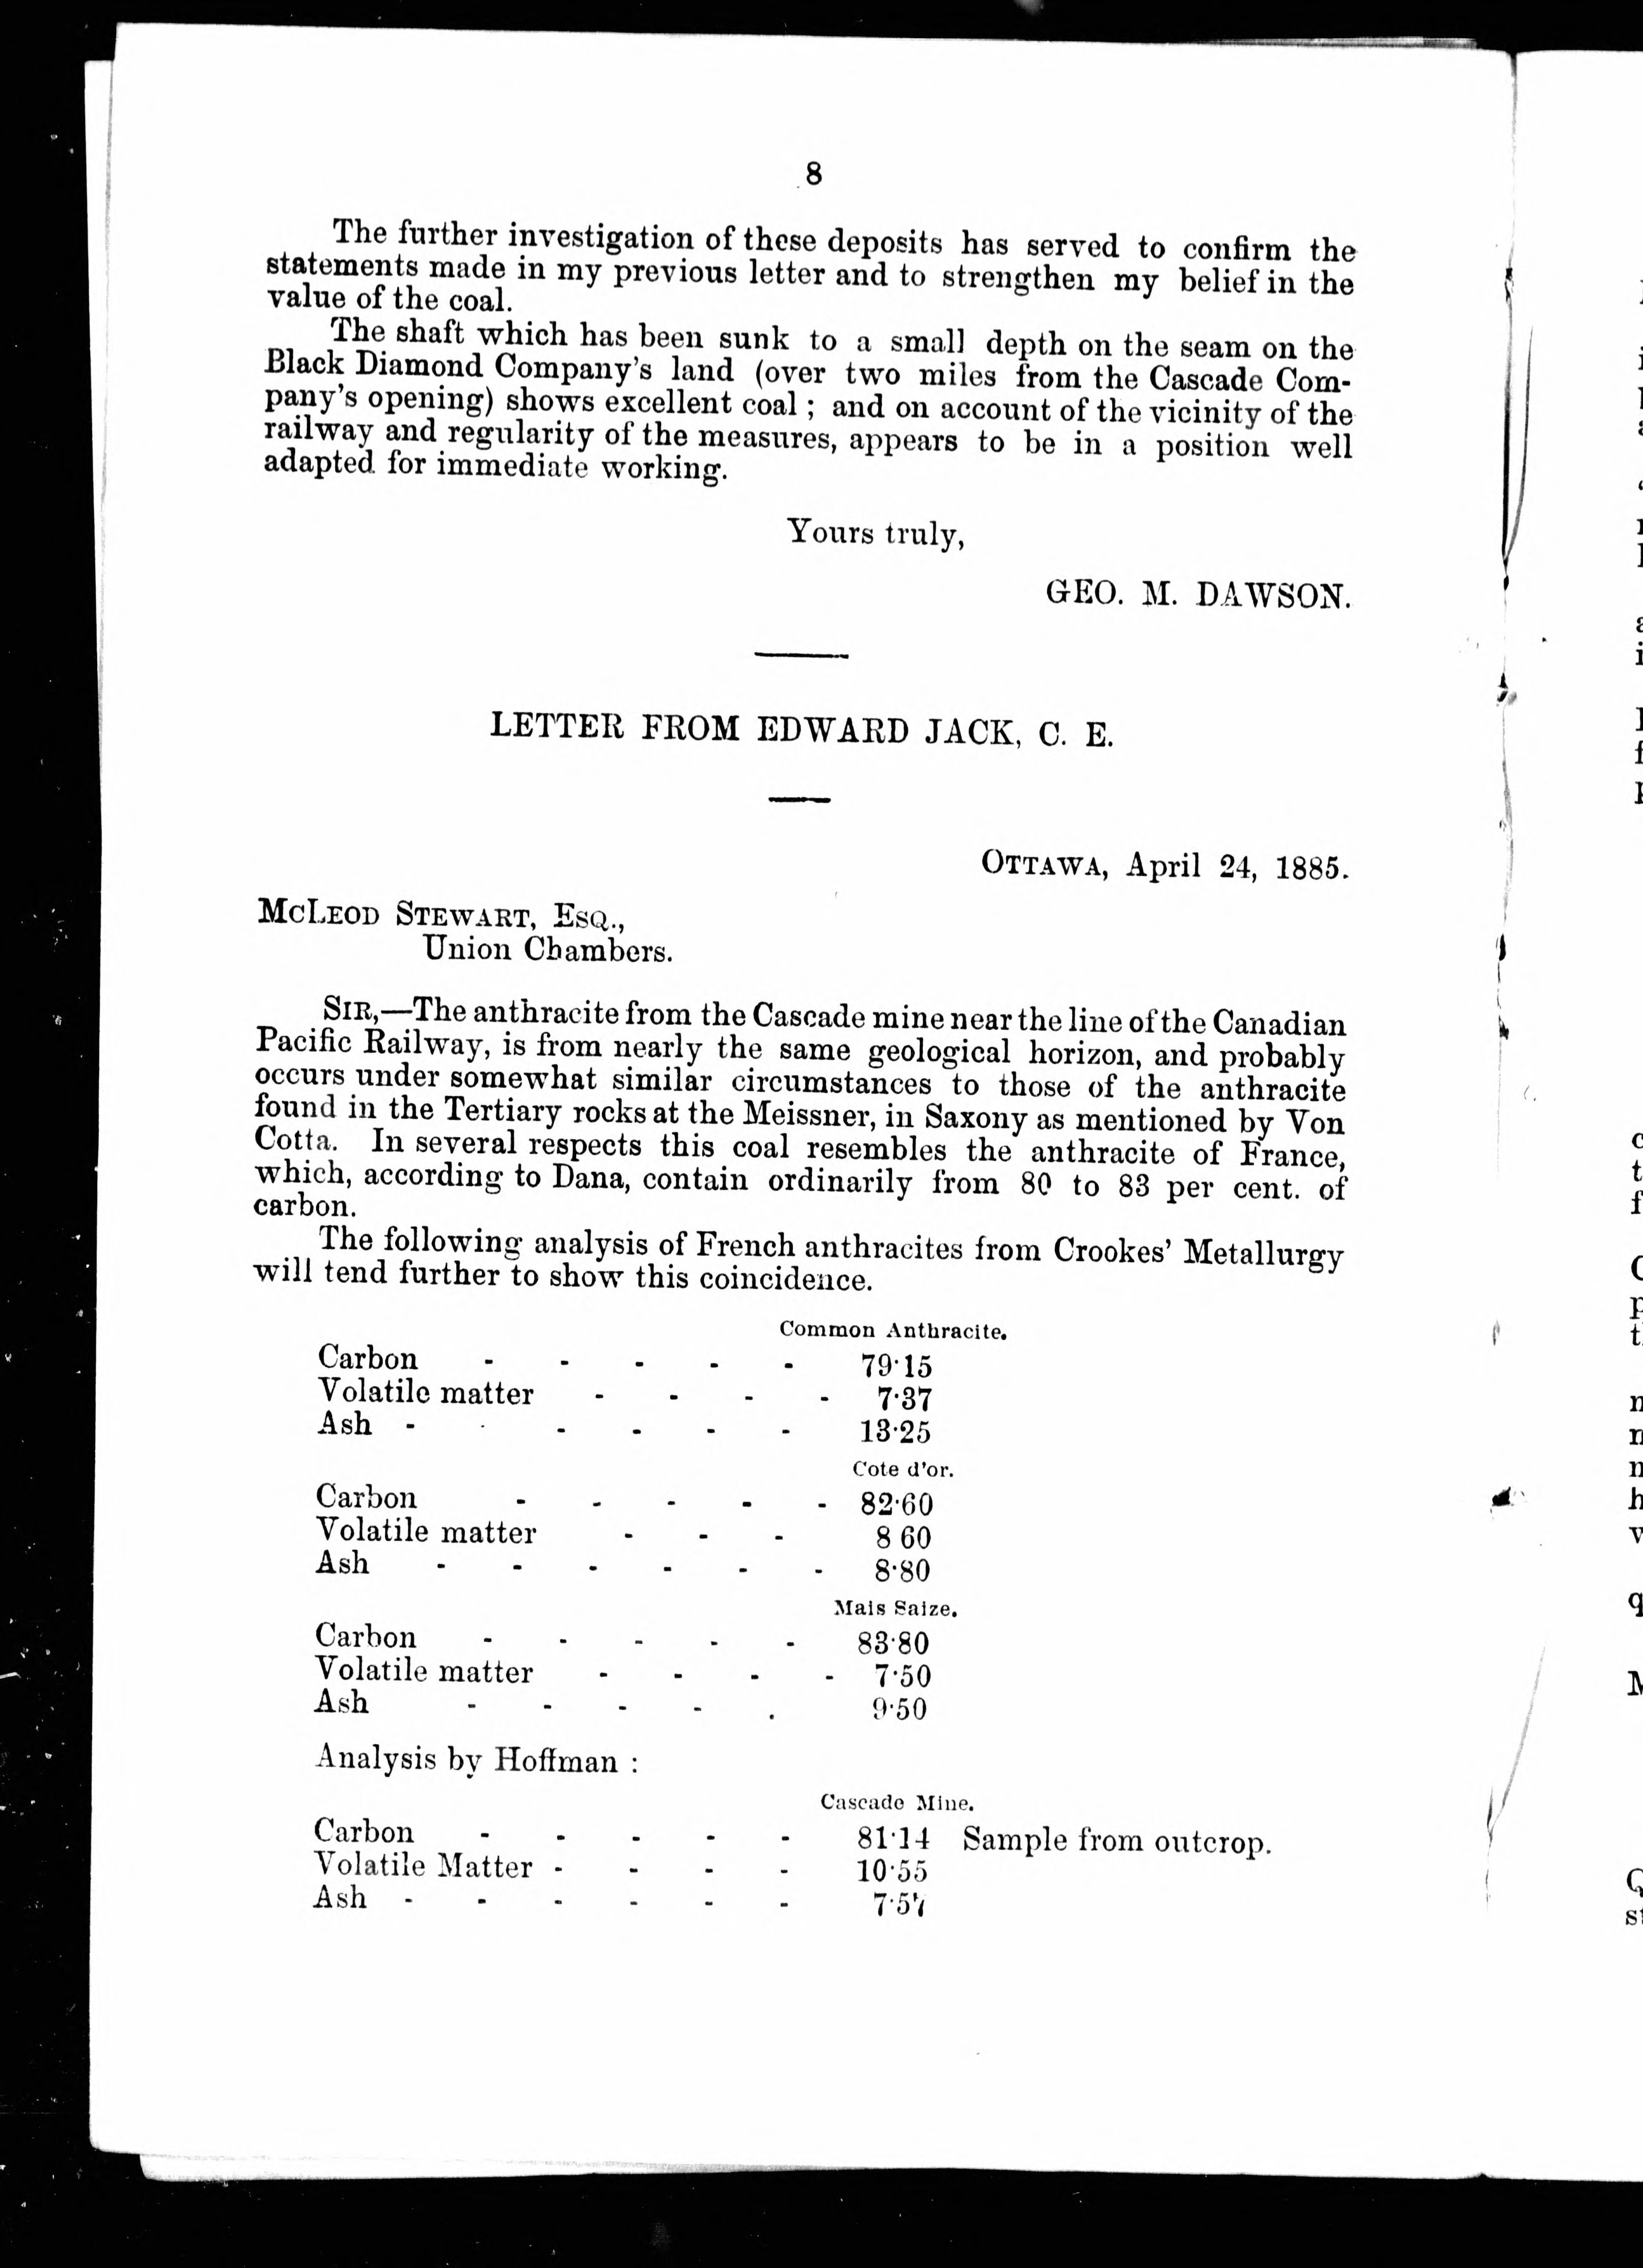 8
The further investigation of these deposits has served to confirm the
statements made in my previous letter and to strengthen my belief in the
value of the coal.
The shaft which has been sunk to a small depth on the seam on the
Black Diamond Company's land (over two miles from the Cascade Com-
pany's opening) shows excellent coal ; and on account of the vicinity of the
railway and regularity of the measures, appears to be in a position well
adapted for immediate working.
Yours truly,
GEO. M. DAWSON.
LETTER FROM EDWARD JACK, C. E.
OTTAWA, April 24, 1885.
MCLEOD STEWART, ESQ.,
Union Chambers.
SIR,—The anthracite from the Cascade mine near the line of the Canadian
Pacific Railway, is from nearly the same geological horizon, and probably
occurs under somewhat similar circumstances to those of the anthracite
found in the Tertiary rocks at the Meissner, in Saxony as mentioned by Von
Cotta. In several respects this coal resembles the anthracite of France,
which, according to Dana, contain ordinarily from 80 to 83 per cent. of
carbon.
The following analysis of French anthracites from Crookes' Metallurgy
will tend further to show this coincidence.
Common Anthracite.
Carbon - - - - - 79·15
Volatile matter - - - - 7·37
Ash - - - - - - 13·25
Cote d'or.
Carbon - - - - - 82·60
Volatile matter - - - 8 60
Ash - - - - - - 8·80
Mais Saize.
Carbon - - - - - 83·80
Volatile matter - - - - 7·50
Ash - - - - . 9·50
Analysis by Hoffman :
Cascade Mine.
Carbon - - - - - 81·14 Sample from outcrop.
Volatile Matter - - - - 10·55
Ash - - - - - - 7·57